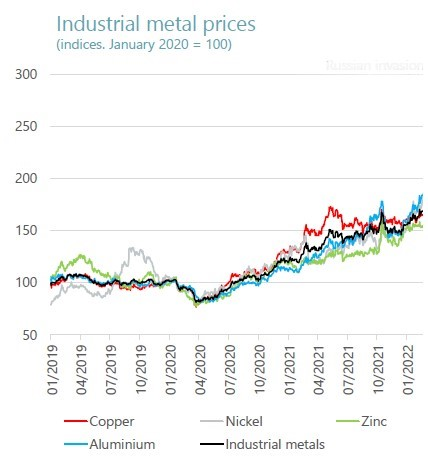 Industrial metal prices
(indices. January 2020 = 100)
Russian invasion
300
250
200
150
100
50
01/2019
04/2019
07/2019
10/2019
01/2020
04/2020
07/2020
10/2020
01/2021
04/2021
07/2021
10/2021
01/2022
Copper
Nickel
Zinc
Aluminium
Industrial metals